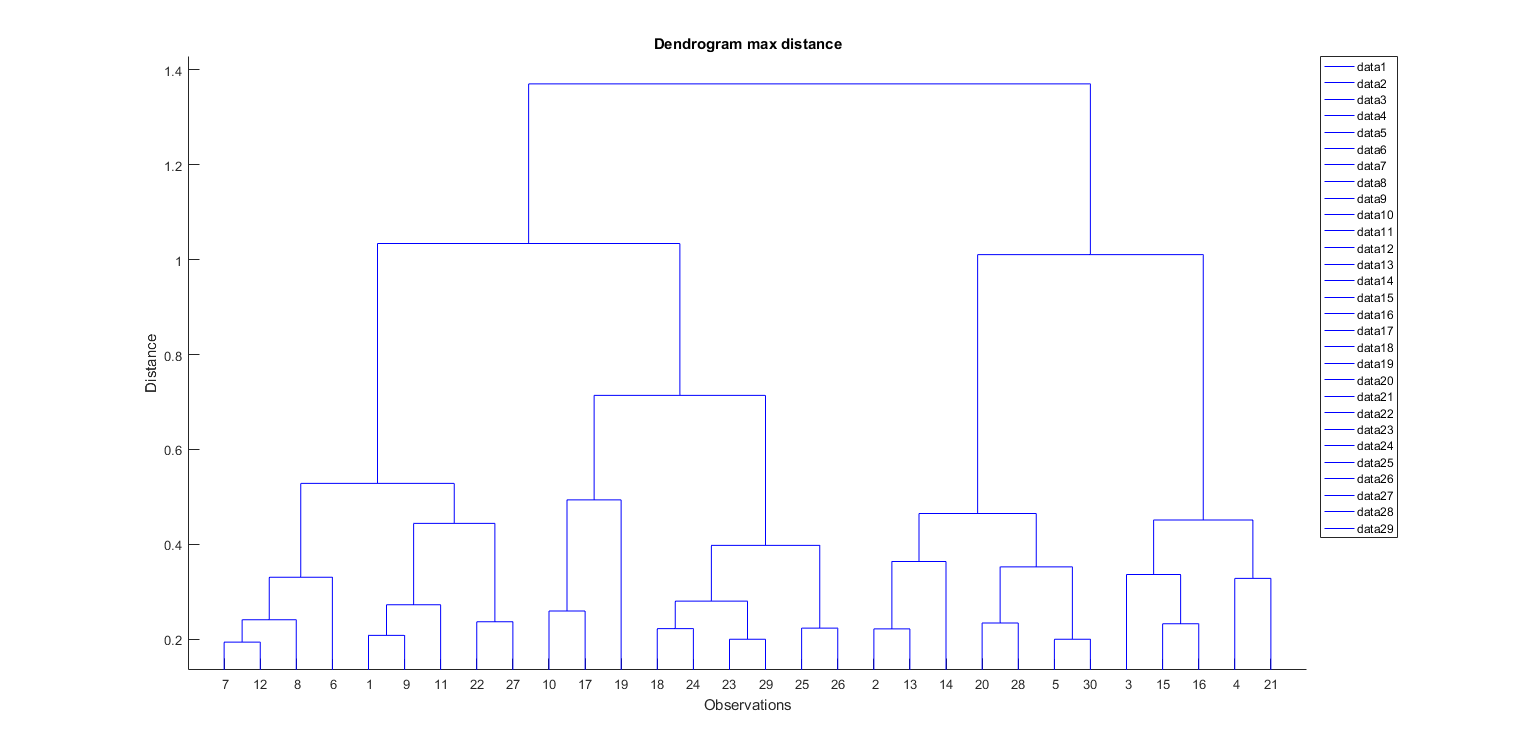 Dendrogram max distance
1.4
1.2
1
0.8
0.6
0.4
0.2
Distance
7 12 8 6 1 9 11 22 27 10 17 19 18 24 23 29 25 26 2 13 14 20 28 5 30 3 15 16 4 21
Observations
data1
data2
data3
data4
data5
data6
data7
data8
data9
data10
data11
data12
data13
data14
data15
data16
data17
data18
data19
data20
data21
data22
data23
data24
data25
data26
data27
data28
data29